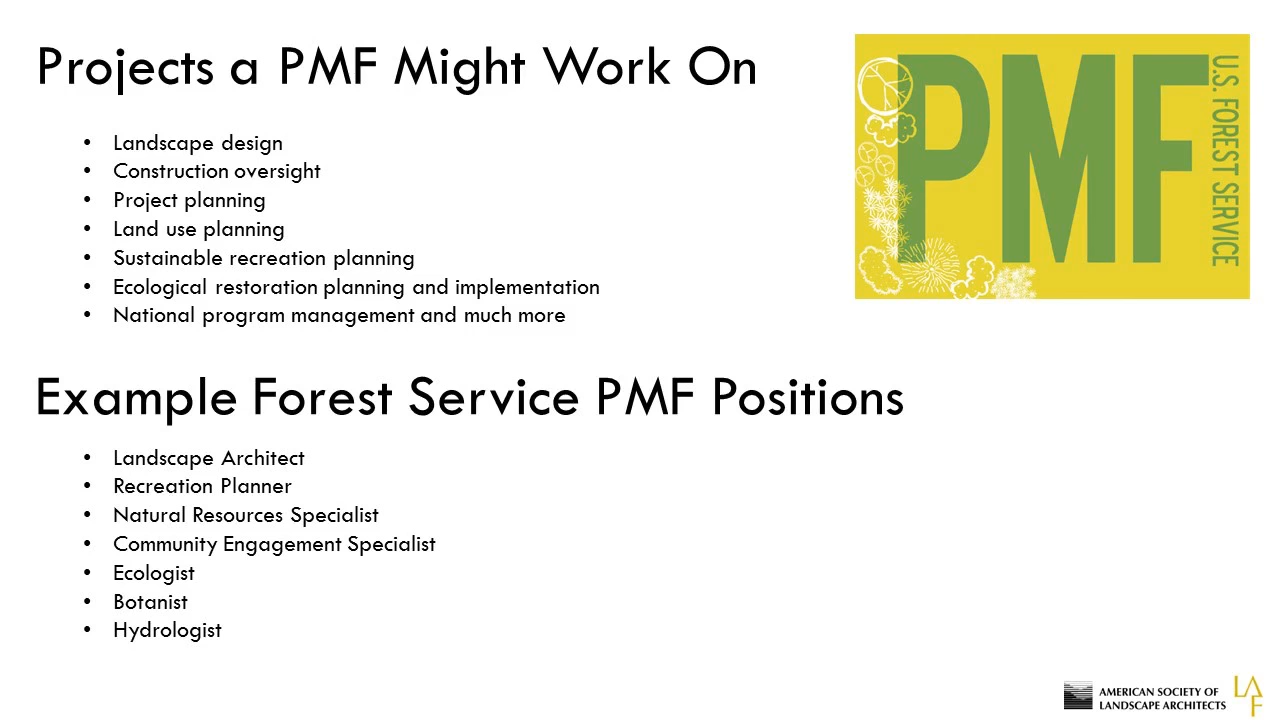 Projects a PMF Might Work On
• Landscape design
• Construction oversight
• Project planning
• Land use planning
• Sustainable recreation planning
• Ecological restoration planning and implementation
• National program management and much more
PMF
U.S. FOREST SERVICE
Example Forest Service PMF Positions
• Landscape Architect
• Recreation Planner
• Natural Resources Specialist
• Community Engagement Specialist
• Ecologist
• Botanist
• Hydrologist
AMERICAN SOCIETY OF
LANDSCAPE ARCHITECTS
LA
F